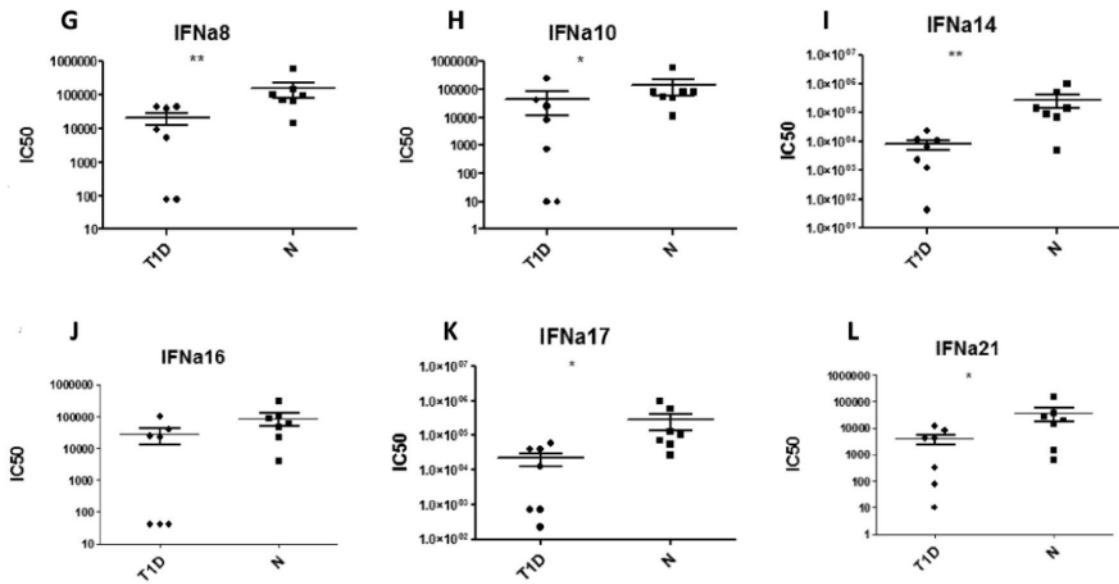 G
IFNa8
**
IC50
1000000
100000
10000
1000
100
10
T1D
N
H
IFNa10
*
IC50
1000000
100000
10000
1000
100
10
1
T1D
N
I
IFNa14
**
IC50
1.0×10⁰⁷
1.0×10⁰⁶
1.0×10⁰⁵
1.0×10⁰⁴
1.0×10⁰³
1.0×10⁰²
1.0×10⁰¹
T1D
N
J
IFNa16
IC50
1000000
100000
10000
1000
100
10
T1D
N
K
IFNa17
*
IC50
1.0×10⁰⁷
1.0×10⁰⁶
1.0×10⁰⁵
1.0×10⁰⁴
1.0×10⁰³
1.0×10⁰²
T1D
N
L
IFNa21
*
IC50
1000000
100000
10000
1000
100
10
1
T1D
N